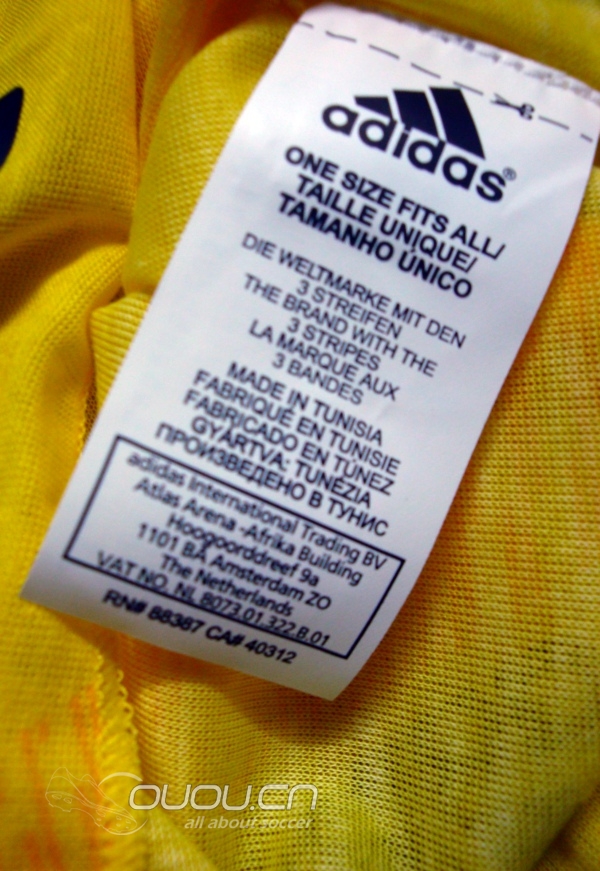 adidas®
ONE SIZE FITS ALL/
TAILLE UNIQUE/
TAMANHO ÚNICO
DIE WELTMARKE MIT DEN
3 STREIFEN
THE BRAND WITH THE
3 STRIPES
LA MARQUE AUX
3 BANDES
MADE IN TUNISIA
FABRIQUÉ EN TUNISIE
FABRICADO EN TÚNEZ
GYÁRTVA: TUNÉZIA
ПРОИЗВЕДЕНО В ТУНИС
adidas International Trading BV
Atlas Arena -Afrika Building
Hoogoorddreef 9a
1101 BA Amsterdam ZO
The Netherlands
VAT NO. NL 8073.01.322.B.01
RN# 88387 CA# 40312
OUOU.CN
all about soccer